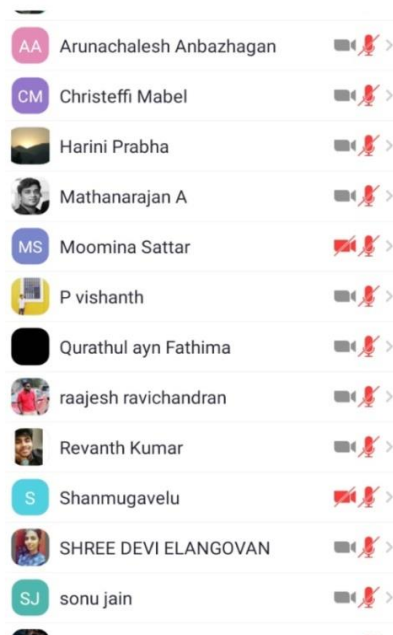 AA Arunachalesh Anbazhagan
CM Christeffi Mabel
Harini Prabha
Mathanarajan A
MS Moomina Sattar
P vishanth
Qurathul ayn Fathima
raajesh ravichandran
Revanth Kumar
S Shanmugavelu
SHREE DEVI ELANGOVAN
SJ sonu jain